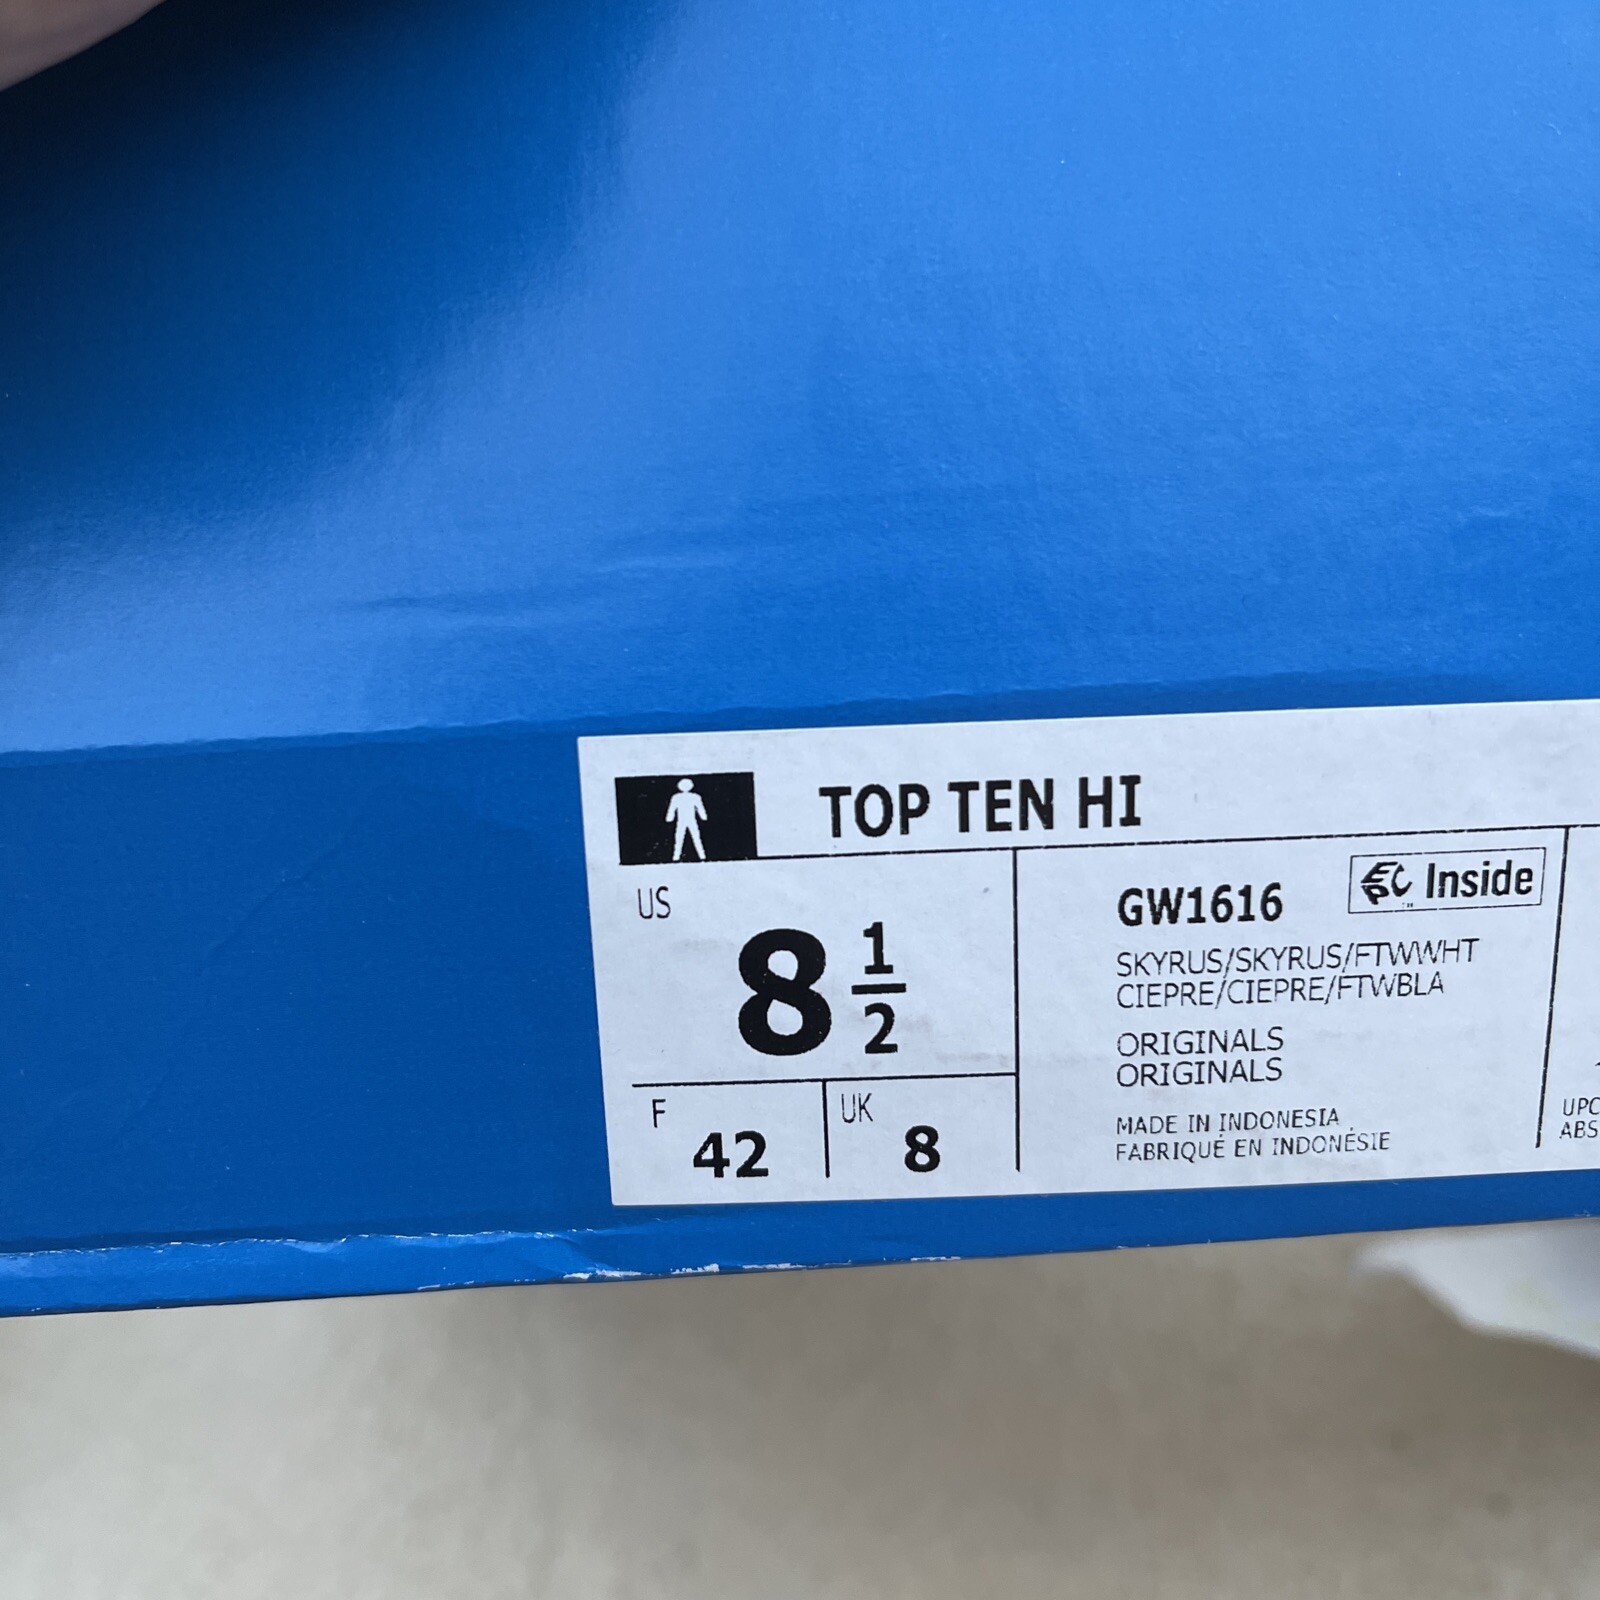 TOP TEN HI
US
8 1/2
F
42
UK
8
GW1616
EPC Inside
SKYRUS/SKYRUS/FTWWHT
CIEPRE/CIEPRE/FTWBLA
ORIGINALS
ORIGINALS
MADE IN INDONESIA
FABRIQUÉ EN INDONÉSIE
UPC
ABS